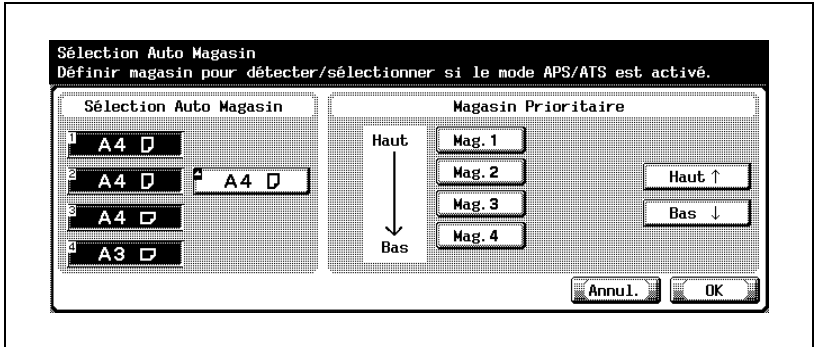 Sélection Auto Magasin
Définir magasin pour détecter/sélectionner si le mode APS/ATS est activé.
Sélection Auto Magasin
Magasin Prioritaire
1 A4
2 A4
A4
3 A4
4 A3
Haut
Bas
Mag.1
Mag.2
Mag.3
Mag.4
Haut ↑
Bas ↓
Annul.
OK